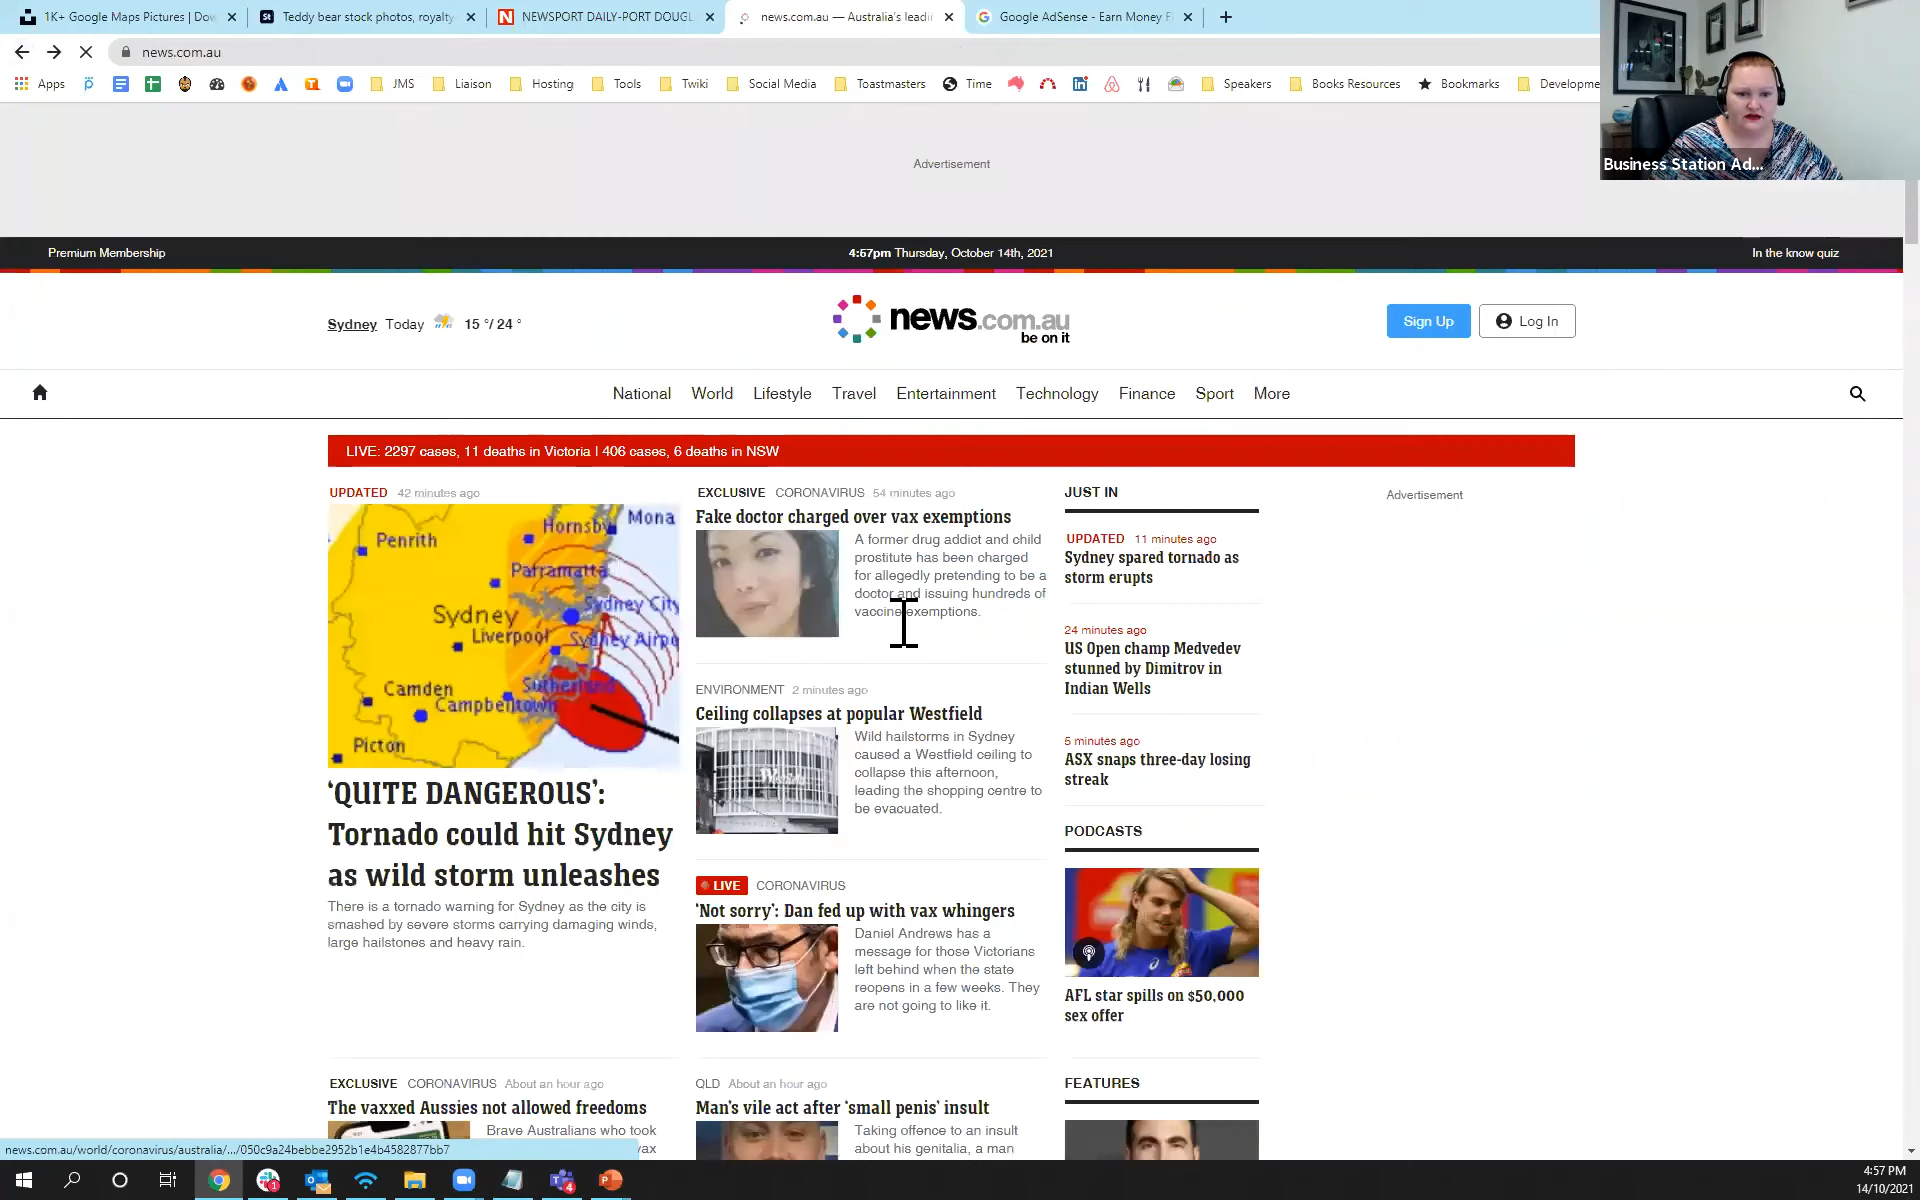 1K+ Google Maps Pictures | Dow
Teddy bear stock photos, royalty
NEWSPORT DAILY-PORT DOUGL
news.com.au — Australia's leadi
Google AdSense - Earn Money F
news.com.au
Apps
JMS
Liaison
Hosting
Tools
Twiki
Social Media
Toastmasters
Time
Speakers
Books Resources
Bookmarks
Developme
Business Station Ad...
Advertisement
Premium Membership
4:57pm Thursday, October 14th, 2021
In the know quiz
Sydney Today 15 °/ 24 °
news.com.au
be on it
Sign Up
Log In
National World Lifestyle Travel Entertainment Technology Finance Sport More
LIVE: 2297 cases, 11 deaths in Victoria | 406 cases, 6 deaths in NSW
UPDATED 42 minutes ago
Hornsby
Mona
Penrith
Parramatta
Sydney
Sydney City
Liverpool
Sydney Airpo
Camden
Sutherland
Campbelltown
Picton
'QUITE DANGEROUS':
Tornado could hit Sydney
as wild storm unleashes
There is a tornado warning for Sydney as the city is
smashed by severe storms carrying damaging winds,
large hailstones and heavy rain.
EXCLUSIVE CORONAVIRUS About an hour ago
The vaxxed Aussies not allowed freedoms
Brave Australians who took
vax
EXCLUSIVE CORONAVIRUS 54 minutes ago
Fake doctor charged over vax exemptions
A former drug addict and child
prostitute has been charged
for allegedly pretending to be a
doctor and issuing hundreds of
vaccine exemptions.
ENVIRONMENT 2 minutes ago
Ceiling collapses at popular Westfield
Wild hailstorms in Sydney
caused a Westfield ceiling to
collapse this afternoon,
leading the shopping centre to
be evacuated.
LIVE CORONAVIRUS
'Not sorry': Dan fed up with vax whingers
Daniel Andrews has a
message for those Victorians
left behind when the state
reopens in a few weeks. They
are not going to like it.
QLD About an hour ago
Man's vile act after 'small penis' insult
Taking offence to an insult
about his genitalia, a man
JUST IN
UPDATED 11 minutes ago
Sydney spared tornado as
storm erupts
24 minutes ago
US Open champ Medvedev
stunned by Dimitrov in
Indian Wells
5 minutes ago
ASX snaps three-day losing
streak
PODCASTS
AFL star spills on $50,000
sex offer
FEATURES
Advertisement
news.com.au/world/coronavirus/australia/.../050c9a24bebbe2952b1e4b4582877bb7
4:57 PM
14/10/2021